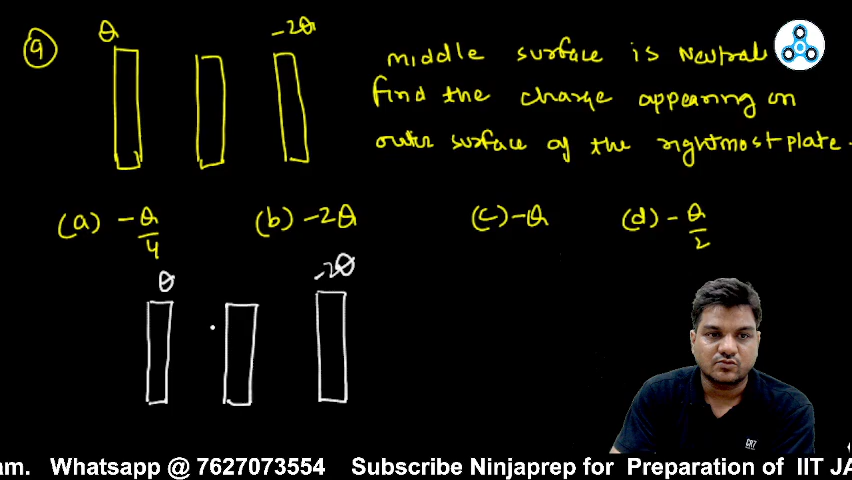 9 Q -2Q
middle surface is Neutral
find the charge appearing on
outer surface of the rightmost plate.
(a) -Q/4 (b) -2Q (c) -Q (d) -Q/2
Q -2Q
am. Whatsapp @ 7627073554 Subscribe Ninjaprep for Preparation of IIT JA